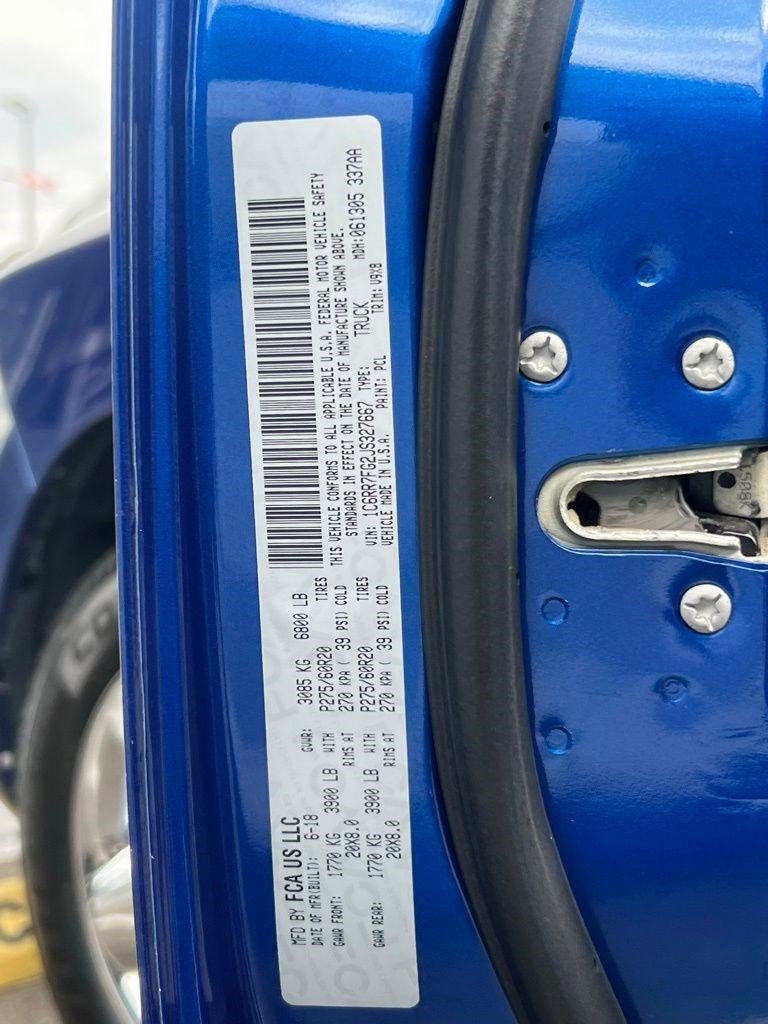 MFD BY FCA US LLC
DATE OF MFR(BUILT): 6-18 GVWR: 3085 KG 6800 LB
GAWR FRONT: 1770 KG 3900 LB WITH P275/60R20 TIRES
20X8.0 RIMS AT 270 KPA ( 39 PSI) COLD
GAWR REAR: 1770 KG 3900 LB WITH P275/60R20 TIRES
20X8.0 RIMS AT 270 KPA ( 39 PSI) COLD
THIS VEHICLE CONFORMS TO ALL APPLICABLE U.S.A. FEDERAL MOTOR VEHICLE SAFETY
STANDARDS IN EFFECT ON THE DATE OF MANUFACTURE SHOWN ABOVE.
VIN: 1C6RR7FG2JS327667 TYPE: TRUCK MDH:061305 337AA
VEHICLE MADE IN U.S.A. PAINT: PCL TRIM: V9X8